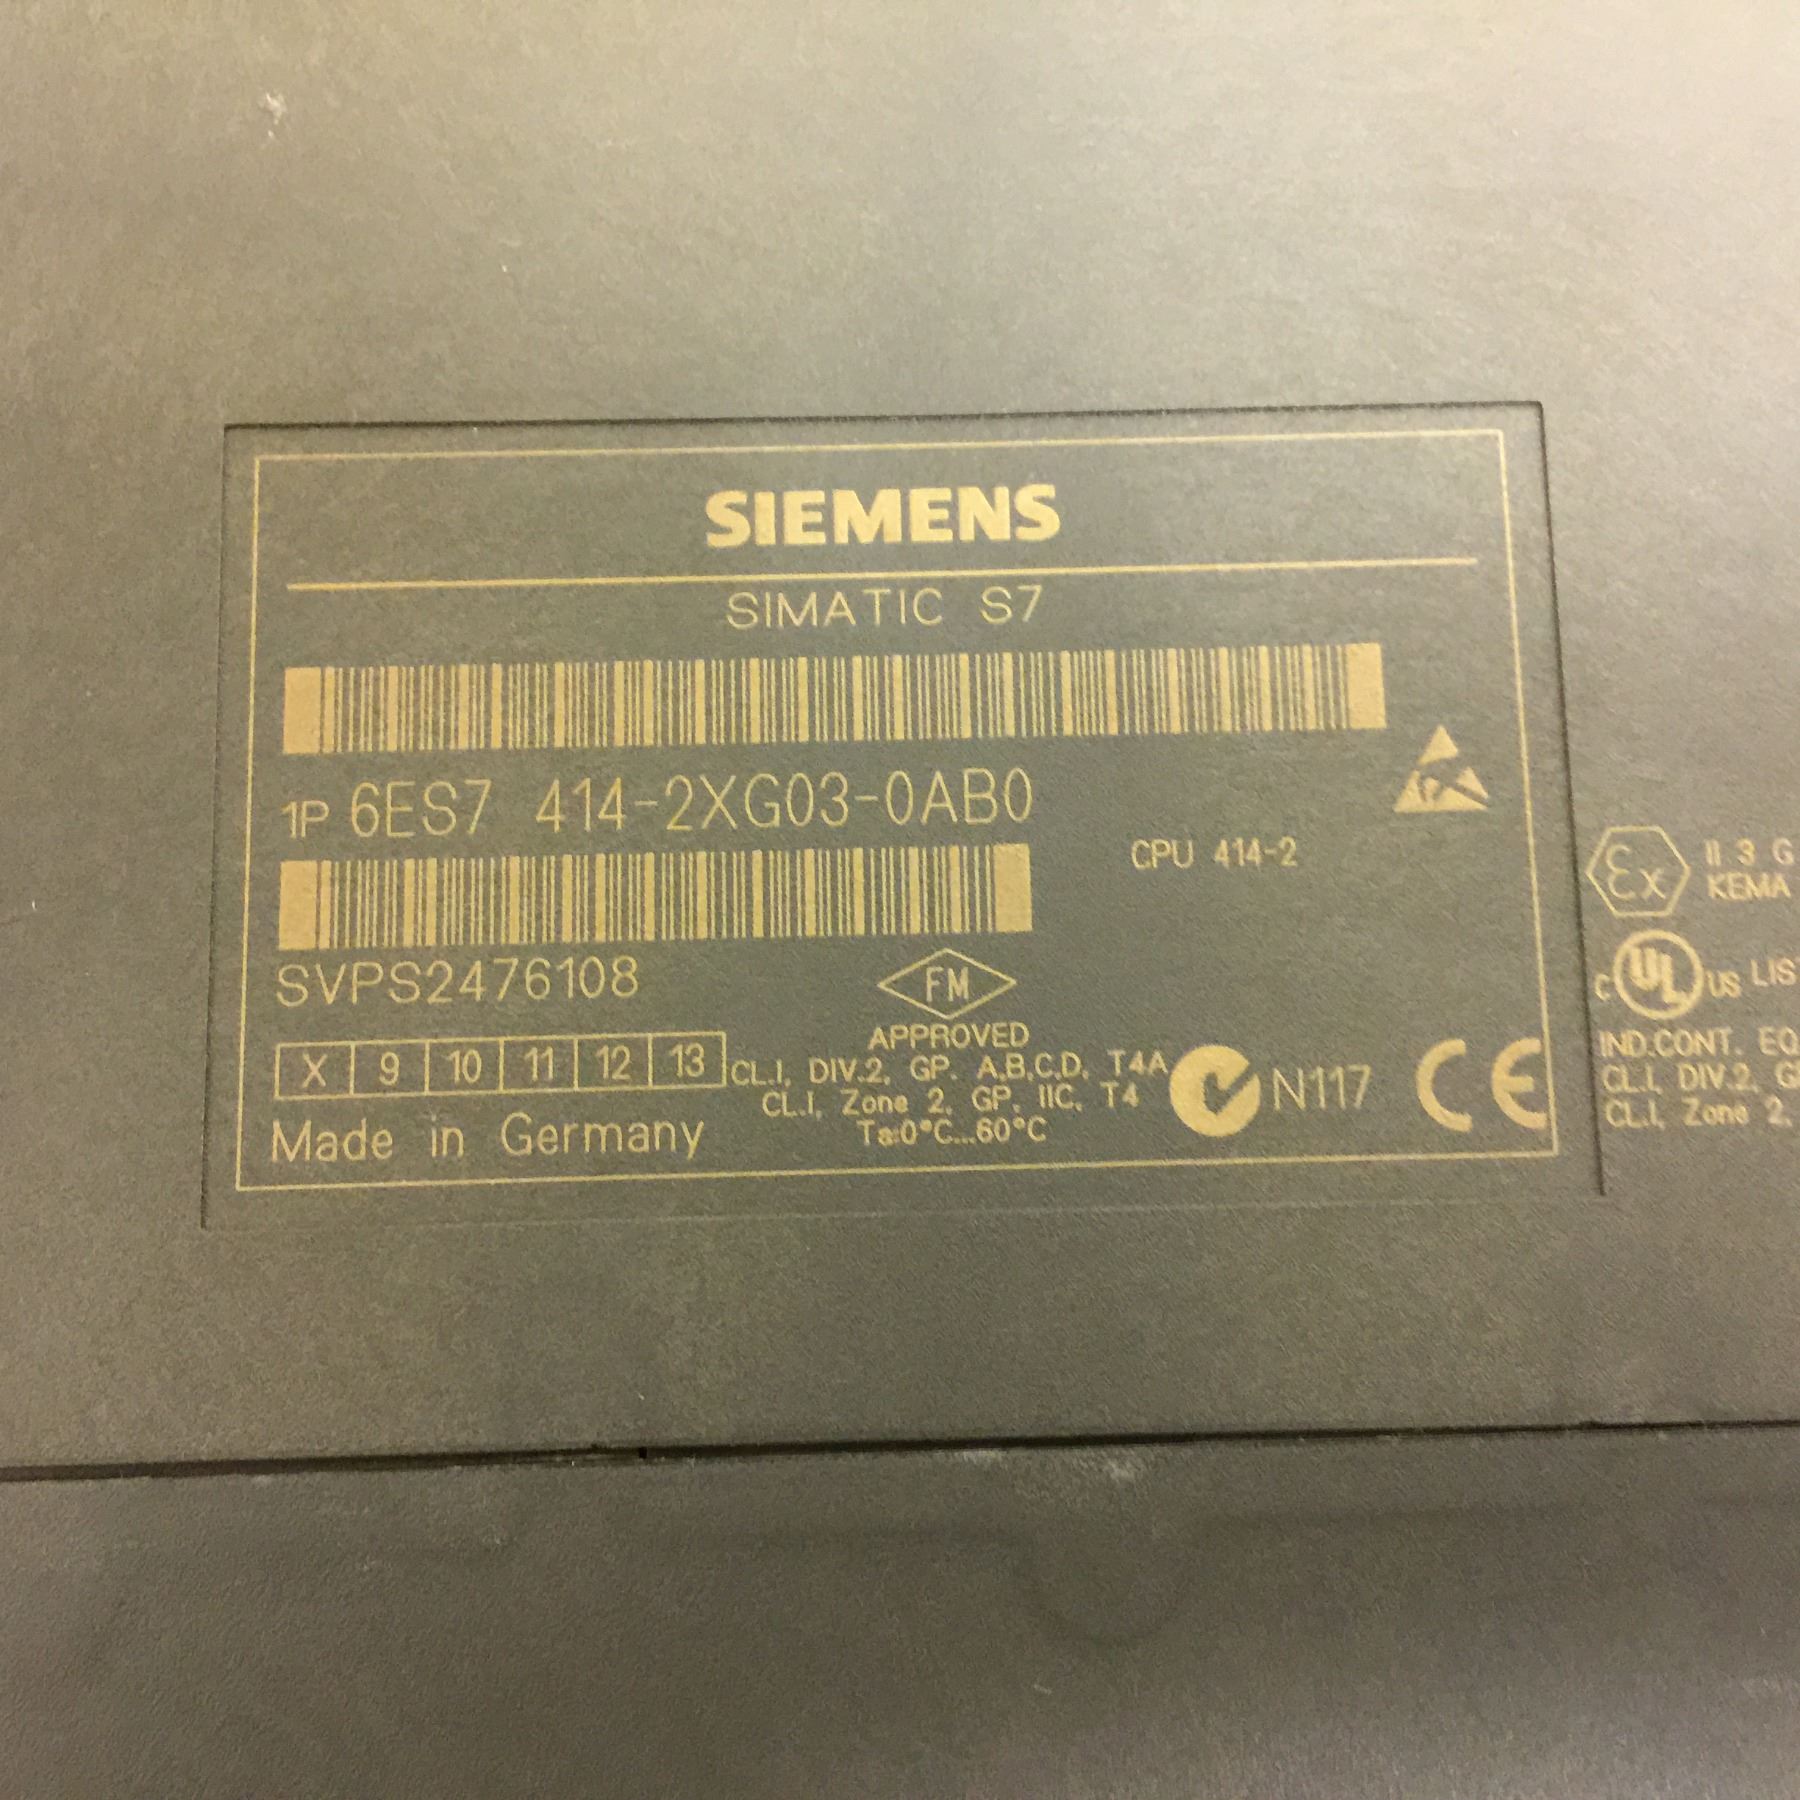 SIEMENS
SIMATIC S7
1P 6ES7 414-2XG03-0AB0
CPU 414-2
SVPS2476108
FM
APPROVED
CL.I, DIV.2, GP. A,B,C,D, T4A
CL.I, Zone 2, GP. IIC, T4
Ta:0°C...60°C
X 9 10 11 12 13
Made in Germany
N117
CE
Ex II 3 G
KEMA
c UL US LIS
IND.CONT. EQ
CL.I, DIV.2, G
CL.I, Zone 2,